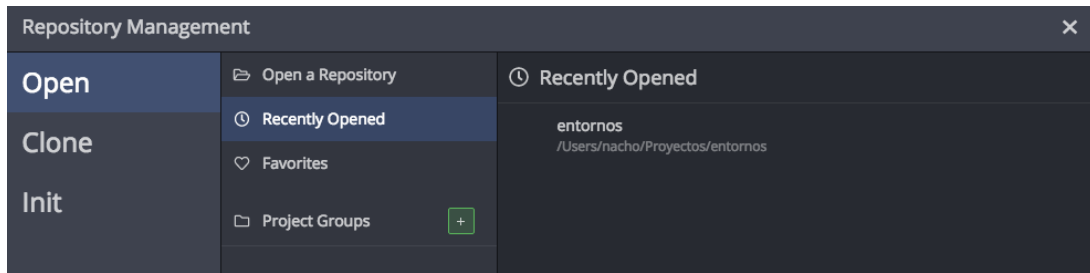 Repository Management
Open
Clone
Init
Open a Repository
Recently Opened
Favorites
Project Groups
+
Recently Opened
entornos
/Users/nacho/Proyectos/entornos